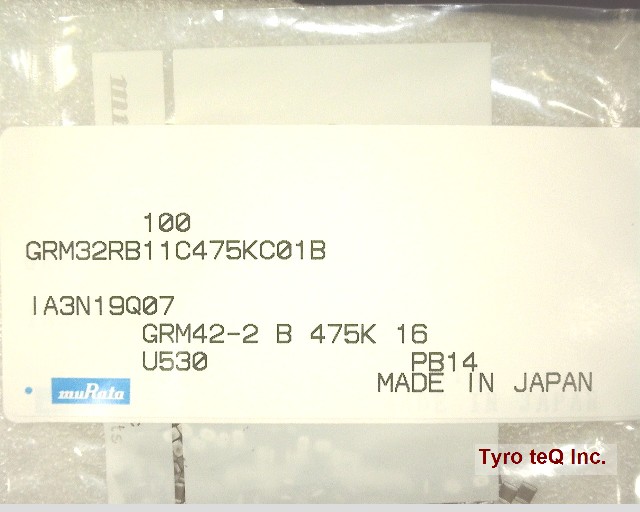 100
GRM32RB11C475KC01B
IA3N19Q07
GRM42-2 B 475K 16
U530 PB14
MADE IN JAPAN
muRata
Tyro teQ Inc.